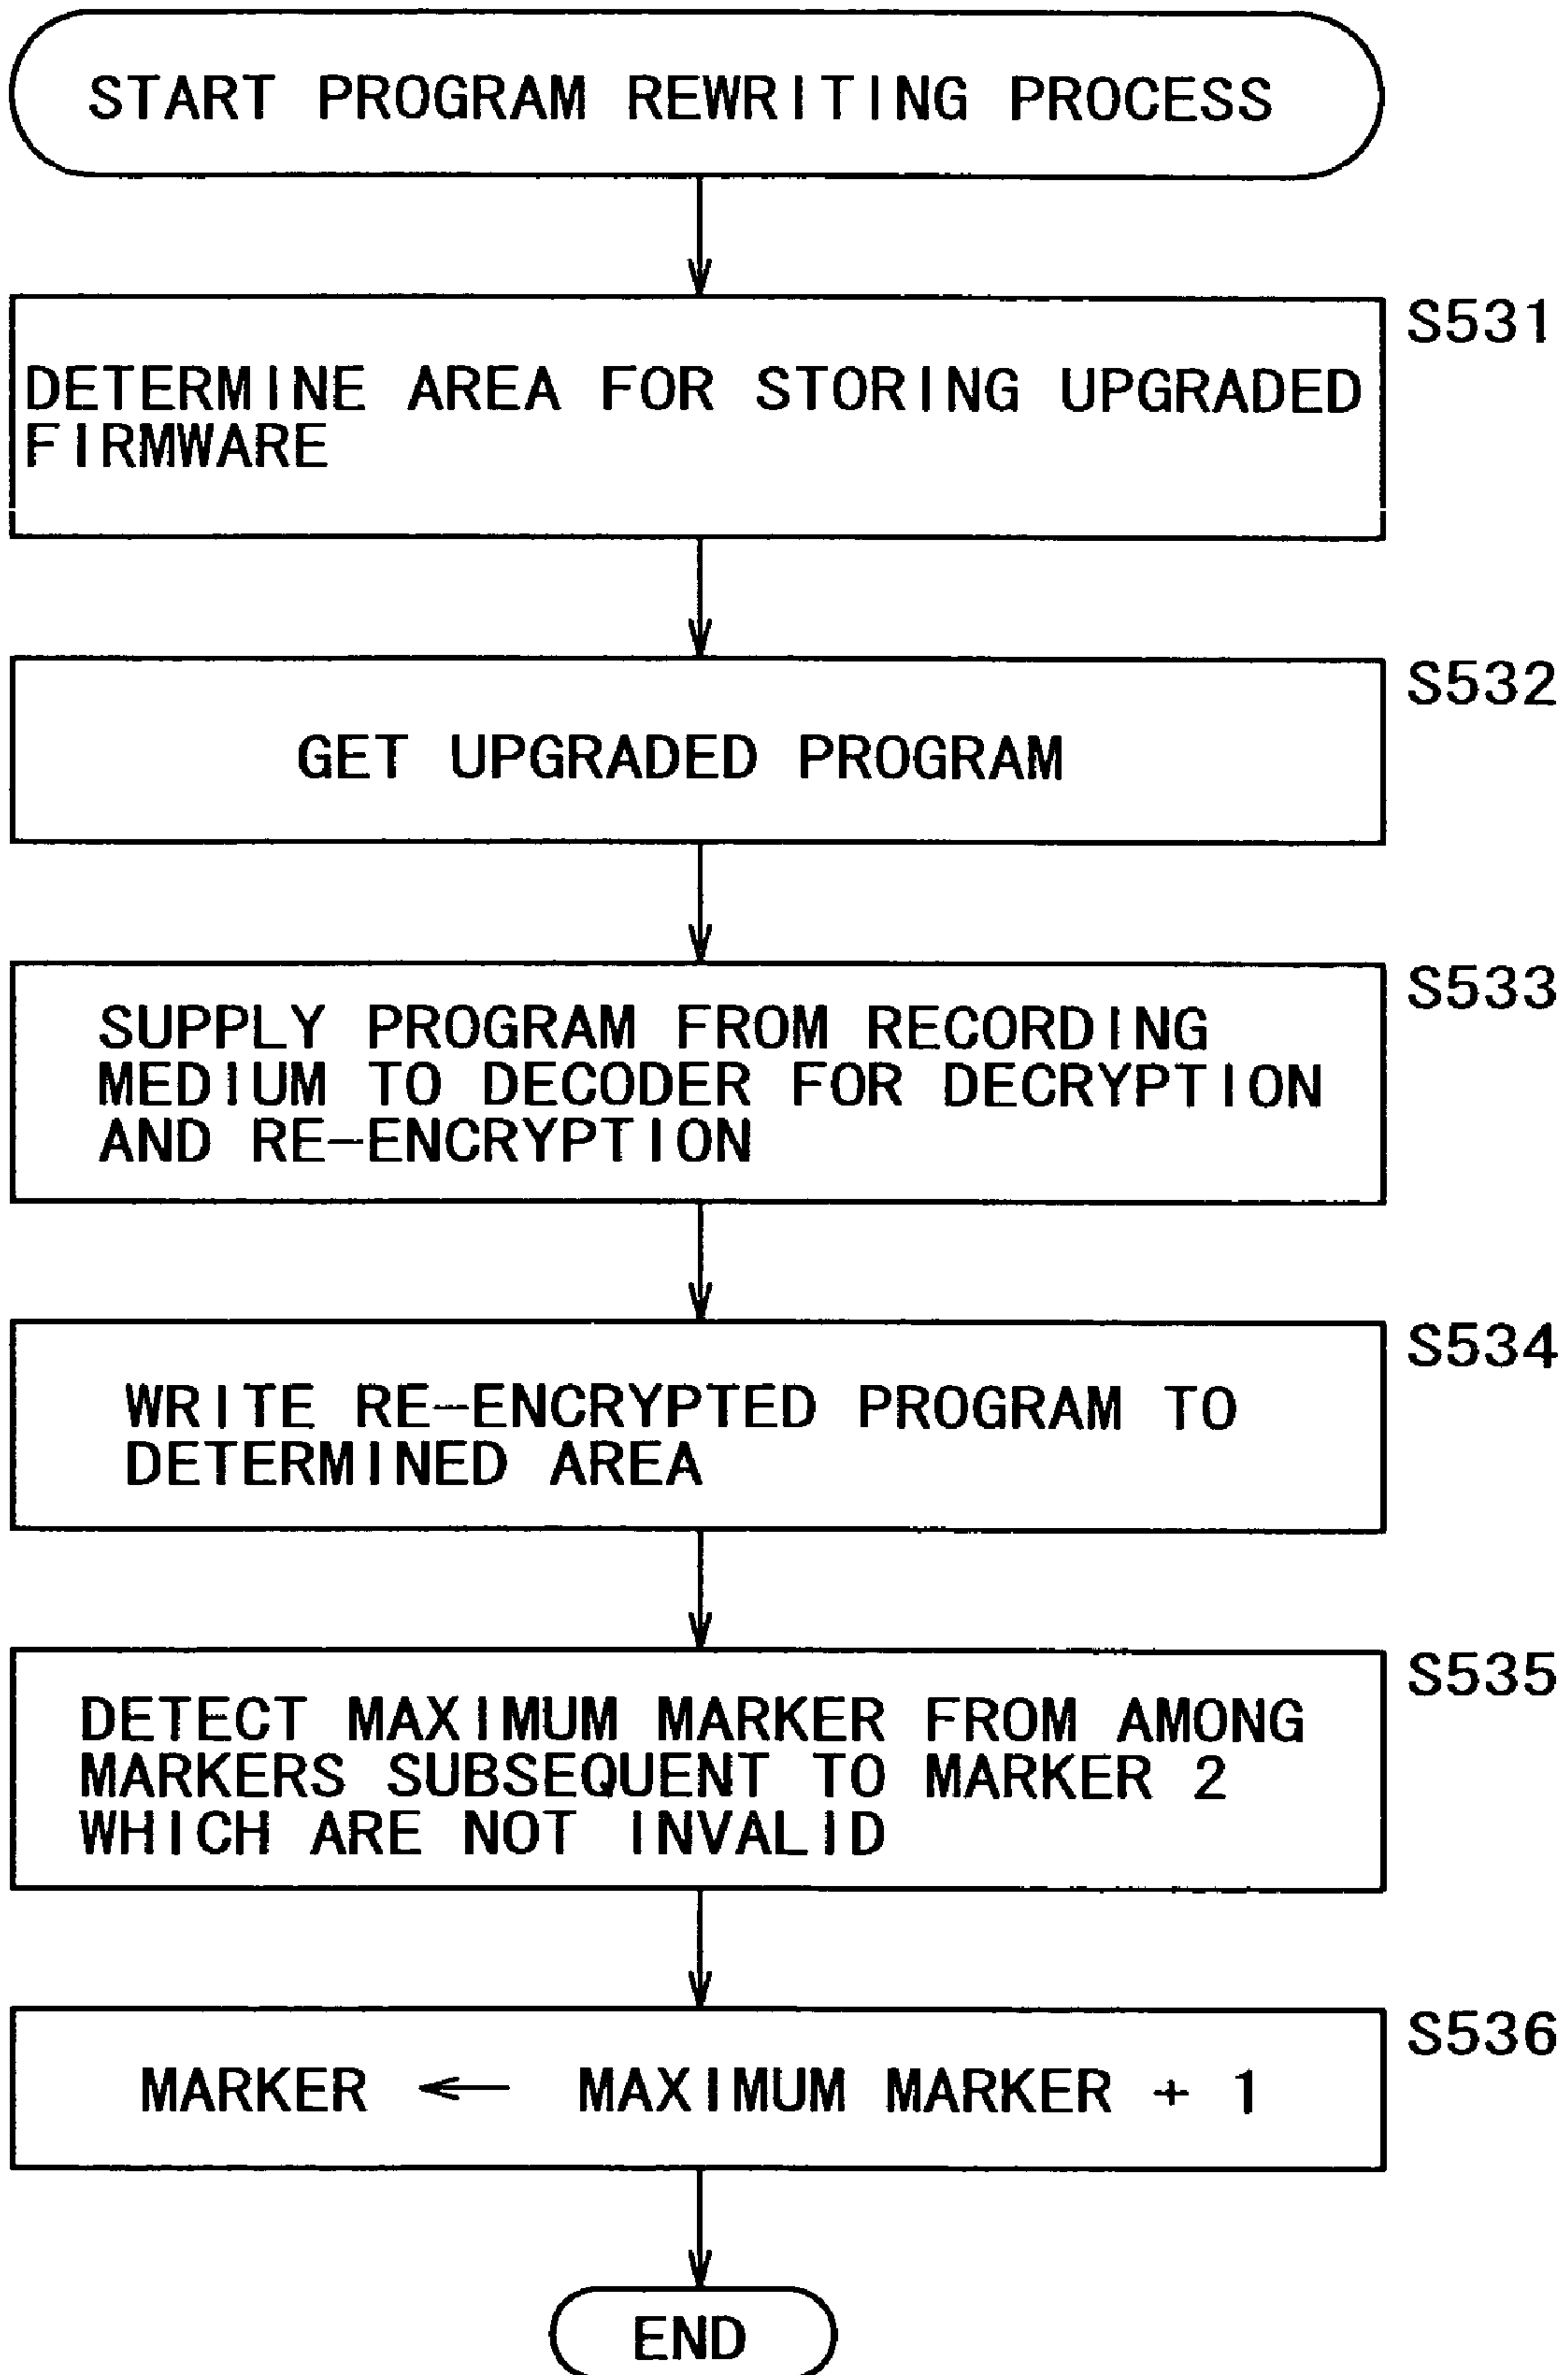 START PROGRAM REWRITING PROCESS
S531
DETERMINE AREA FOR STORING UPGRADED
FIRMWARE
S532
GET UPGRADED PROGRAM
S533
SUPPLY PROGRAM FROM RECORDING
MEDIUM TO DECODER FOR DECRYPTION
AND RE-ENCRYPTION
S534
WRITE RE-ENCRYPTED PROGRAM TO
DETERMINED AREA
S535
DETECT MAXIMUM MARKER FROM AMONG
MARKERS SUBSEQUENT TO MARKER 2
WHICH ARE NOT INVALID
S536
MARKER ← MAXIMUM MARKER + 1
END